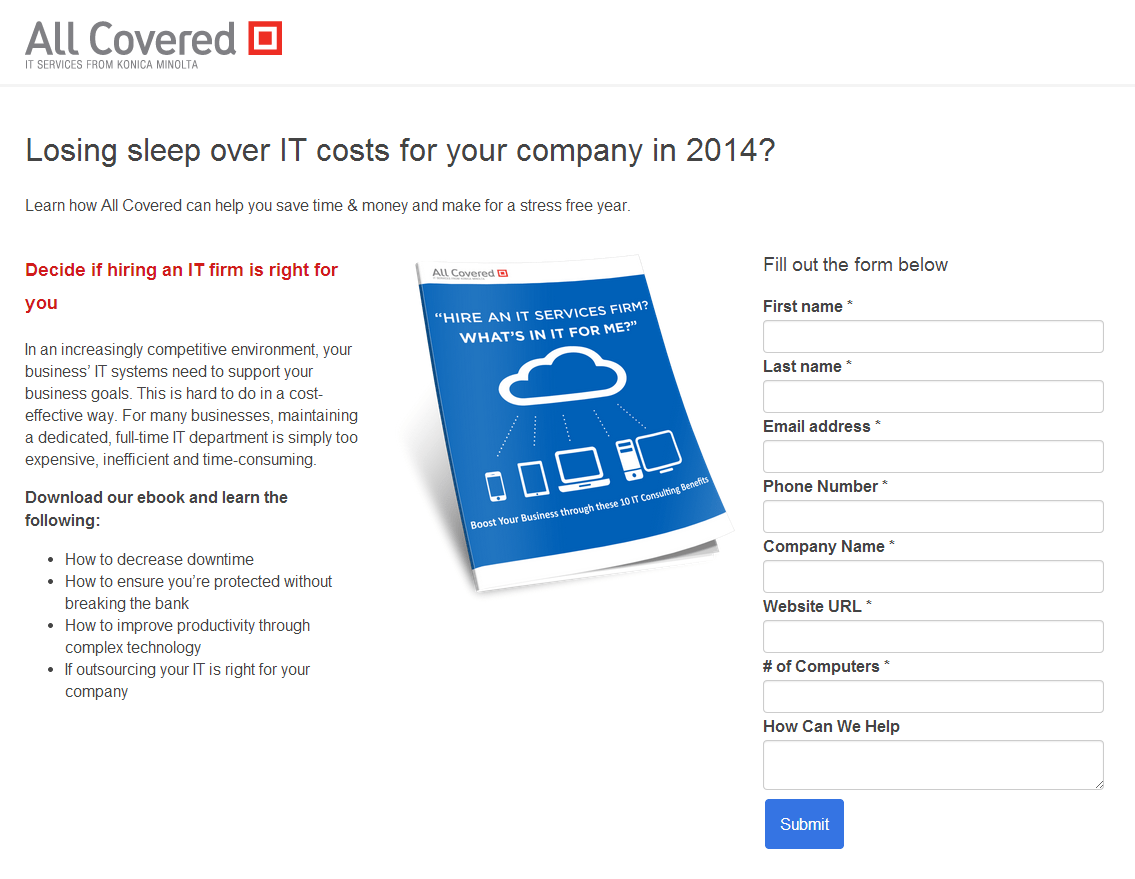 All Covered
IT SERVICES FROM KONICA MINOLTA
Losing sleep over IT costs for your company in 2014?
Learn how All Covered can help you save time & money and make for a stress free year.
Decide if hiring an IT firm is right for
you
In an increasingly competitive environment, your
business’ IT systems need to support your
business goals. This is hard to do in a cost-
effective way. For many businesses, maintaining
a dedicated, full-time IT department is simply too
expensive, inefficient and time-consuming.
Download our ebook and learn the
following:
• How to decrease downtime
• How to ensure you’re protected without
breaking the bank
• How to improve productivity through
complex technology
• If outsourcing your IT is right for your
company
All Covered
IT SERVICES FROM KONICA MINOLTA
“HIRE AN IT SERVICES FIRM?
WHAT’S IN IT FOR ME?”
Boost Your Business through these 10 IT Consulting Benefits
Fill out the form below
First name *
Last name *
Email address *
Phone Number *
Company Name *
Website URL *
# of Computers *
How Can We Help
Submit